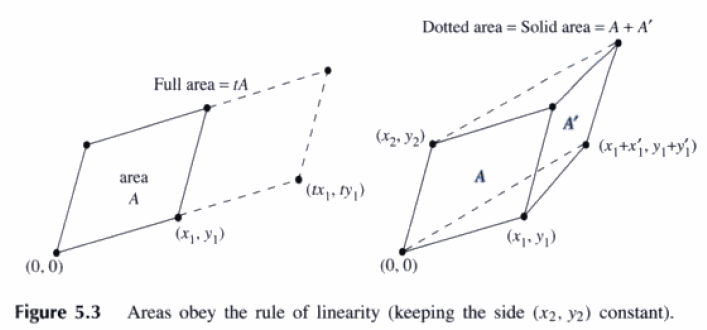 Dotted area = Solid area = A + A′
Full area = tA
(x₂, y₂)
A′
(x₁+x′₁, y₁+y′₁)
area
A
A
(tx₁, ty₁)
(x₁, y₁)
(x₁, y₁)
(0, 0)
(0, 0)
Figure 5.3 Areas obey the rule of linearity (keeping the side (x₂, y₂) constant).